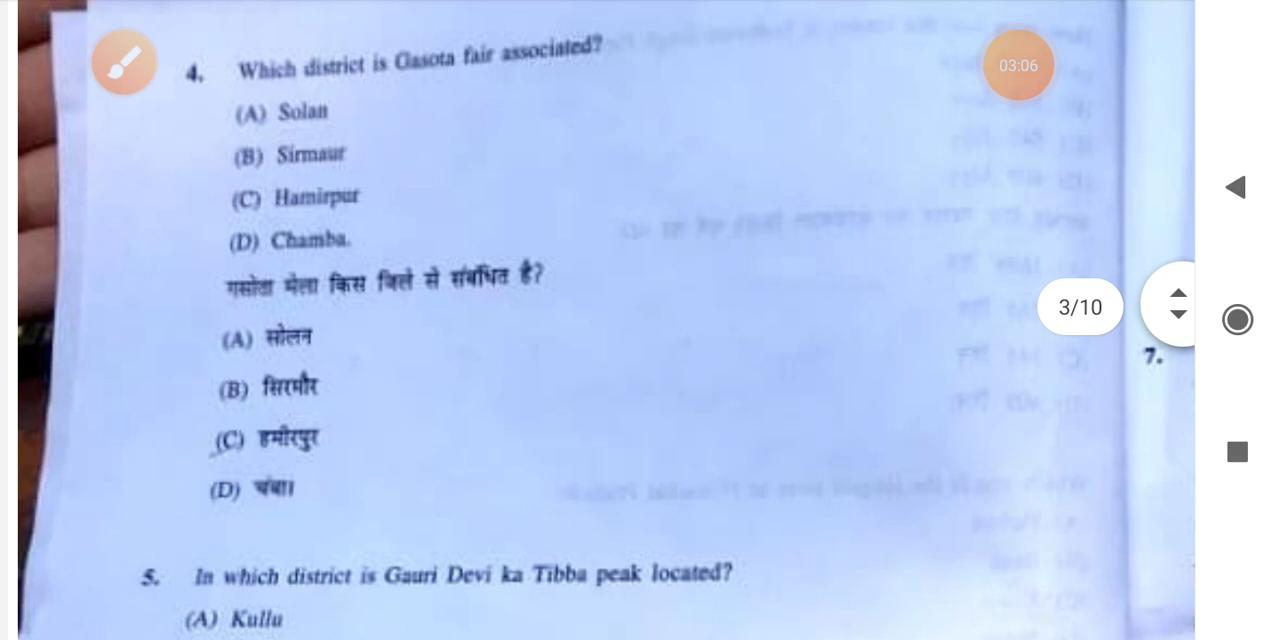 4. Which district is Gasota fair associated?
(A) Solan
(B) Sirmaur
(C) Hamirpur
(D) Chamba.
गसोता मेला किस जिले से संबंधित है?
(A) सोलन
(B) सिरमौर
(C) हमीरपुर
(D) चंबा।
5. In which district is Gauri Devi ka Tibba peak located?
(A) Kullu
03:06
3/10
7.